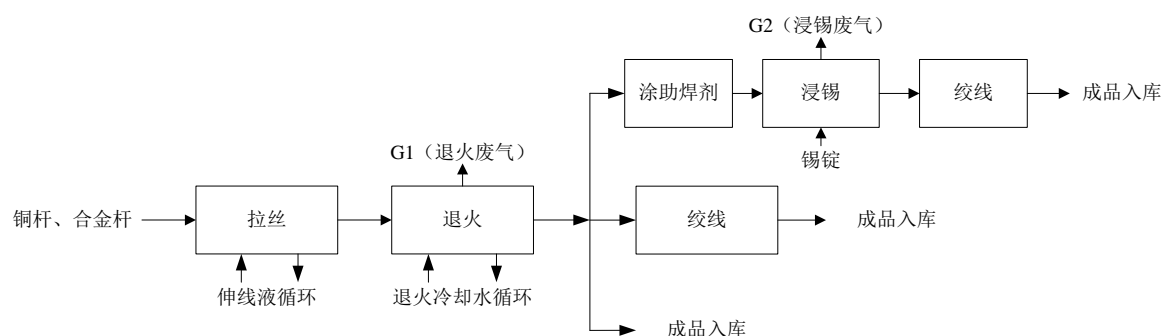 G2（浸锡废气）
涂助焊剂
浸锡
绞线
成品入库
锡锭
G1（退火废气）
铜杆、合金杆
拉丝
退火
绞线
成品入库
伸线液循环
退火冷却水循环
成品入库